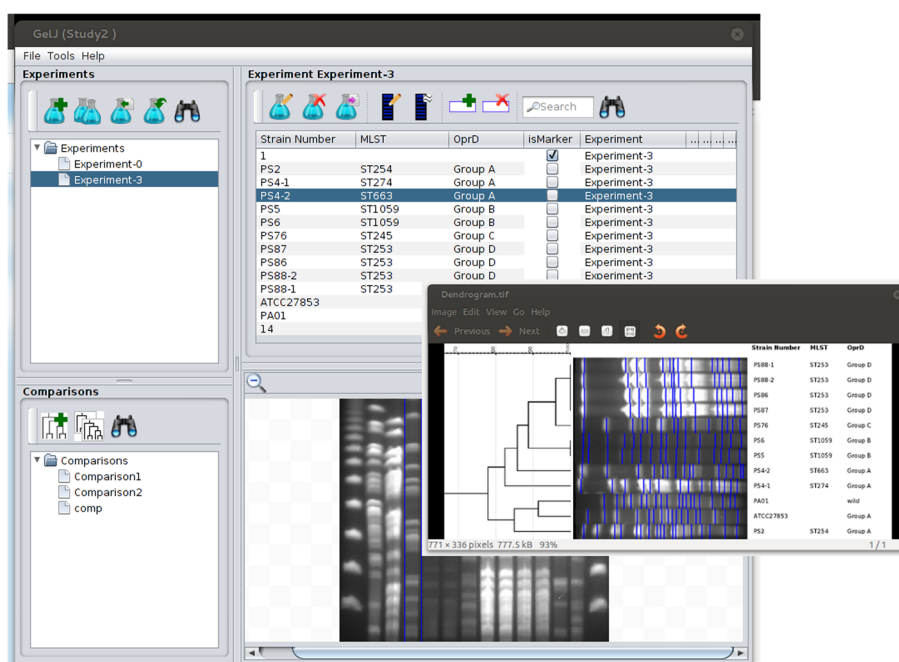 GelJ (Study2 )
File Tools Help
Experiments
Experiments
Experiment-0
Experiment-3
Comparisons
Comparisons
Comparison1
Comparison2
comp
Experiment Experiment-3
Search
Strain Number MLST OprD isMarker Experiment ... ... ... ...
1 Experiment-3
PS2 ST254 Group A Experiment-3
PS4-1 ST274 Group A Experiment-3
PS4-2 ST663 Group A Experiment-3
PS5 ST1059 Group B Experiment-3
PS6 ST1059 Group B Experiment-3
PS76 ST245 Group C Experiment-3
PS87 ST253 Group D Experiment-3
PS86 ST253 Group D Experiment-3
PS88-2 ST253 Group D Experiment-3
PS88-1 ST253
ATCC27853
PA01
14
Dendrogram.tif
Image Edit View Go Help
Previous Next
Strain Number MLST OprD
PS88-1 ST253 Group D
PS88-2 ST253 Group D
PS86 ST253 Group D
PS87 ST253 Group D
PS76 ST245 Group C
PS6 ST1059 Group B
PS5 ST1059 Group B
PS4-2 ST663 Group A
PS4-1 ST274 Group A
PA01 wild
ATCC27853 Group A
PS2 ST254 Group A
771 × 336 pixels 777.5 kB 93% 1 / 1